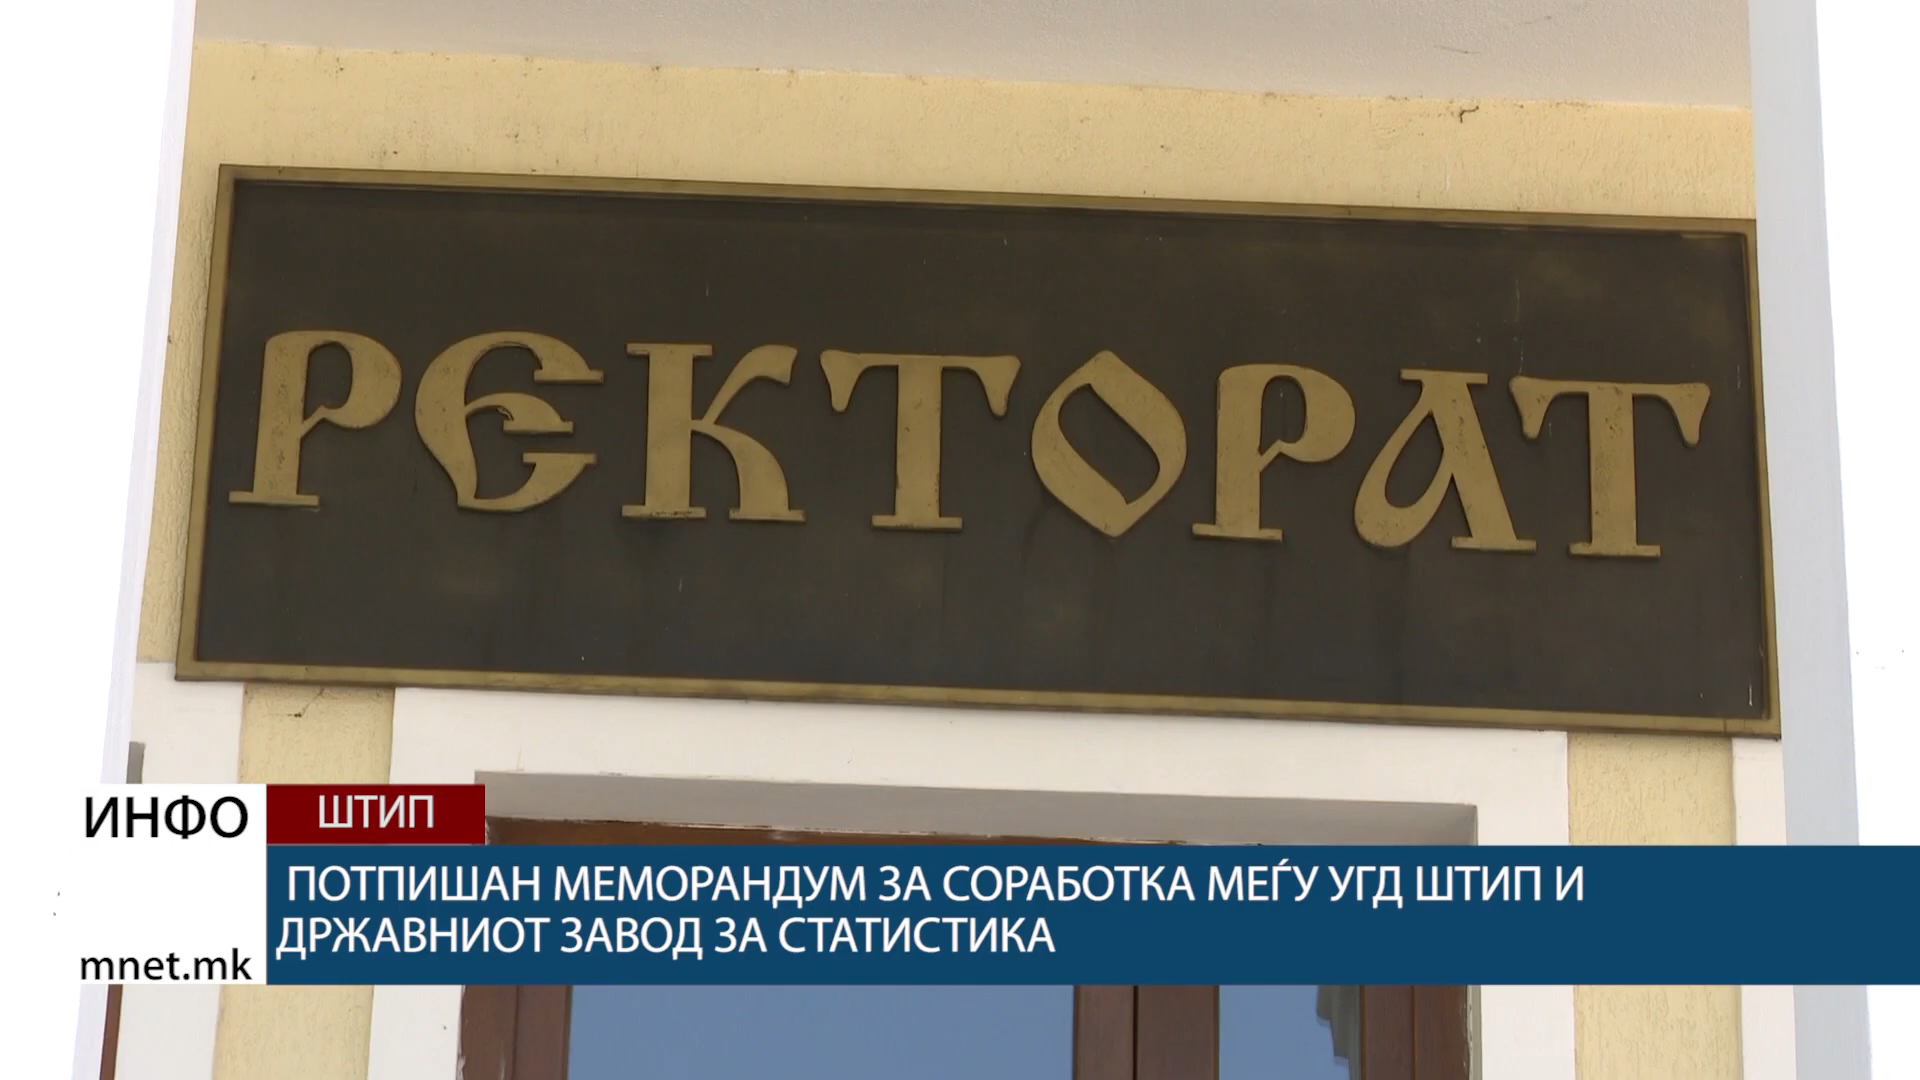 РЕКТОРАТ
ИНФО
ШТИП
ПОТПИШАН МЕМОРАНДУМ ЗА СОРАБОТКА МЕЃУ УГД ШТИП И
ДРЖАВНИОТ ЗАВОД ЗА СТАТИСТИКА
mnet.mk